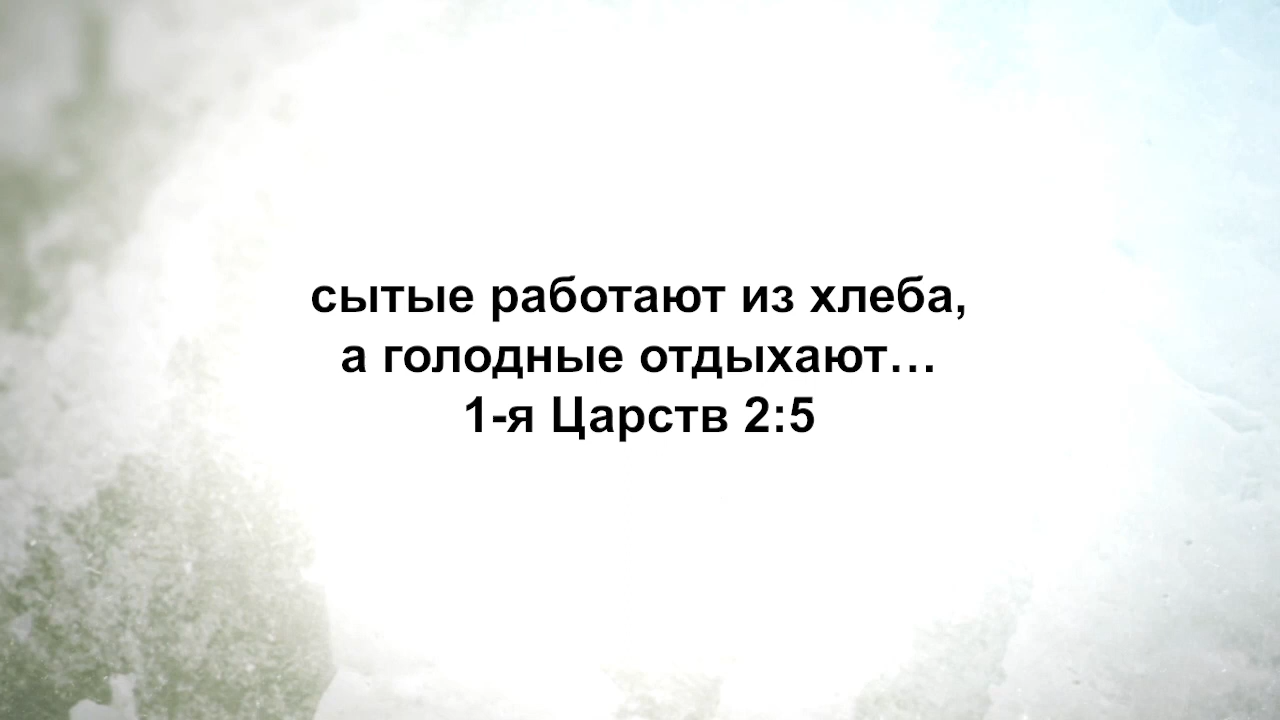 сытые работают из хлеба,
а голодные отдыхают…
1-я Царств 2:5